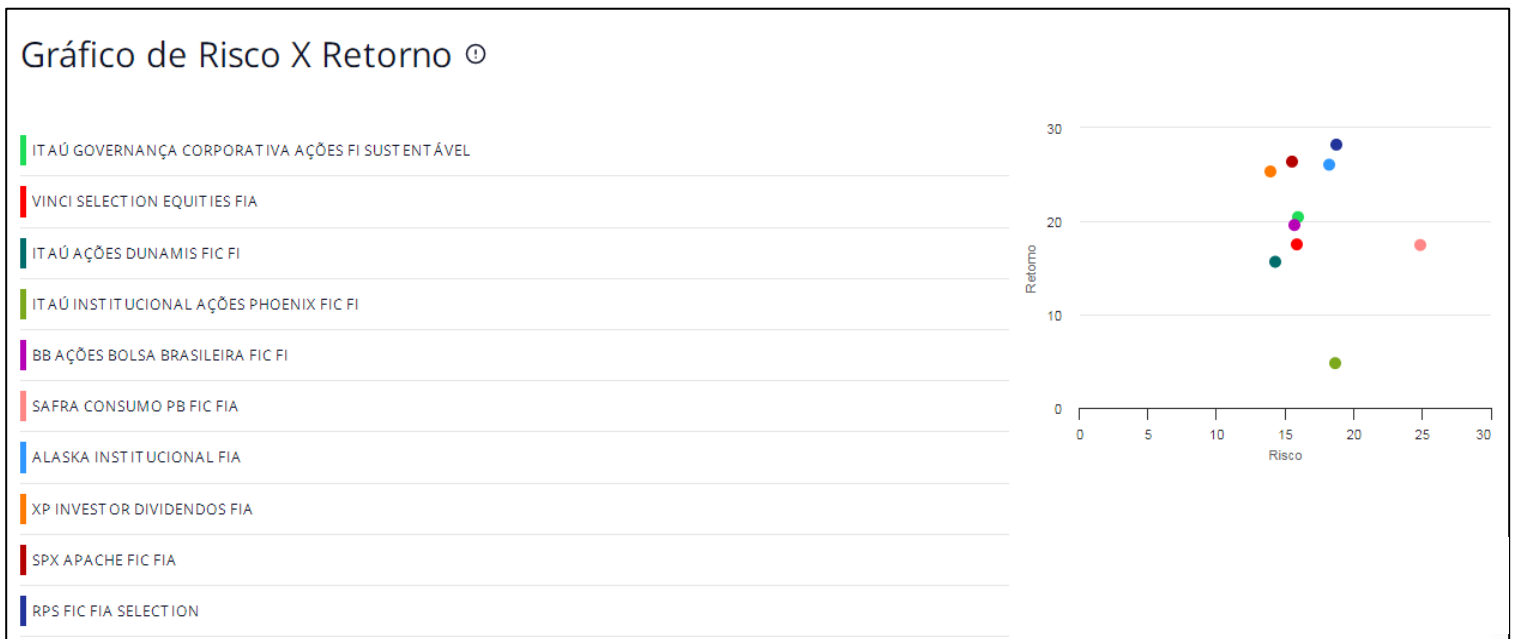 Gráfico de Risco X Retorno
ITAÚ GOVERNANÇA CORPORATIVA AÇÕES FI SUSTENTÁVEL
VINCI SELECTION EQUITIES FIA
ITAÚ AÇÕES DUNAMIS FIC FI
ITAÚ INSTITUCIONAL AÇÕES PHOENIX FIC FI
BB AÇÕES BOLSA BRASILEIRA FIC FI
SAFRA CONSUMO PB FIC FIA
ALASKA INSTITUCIONAL FIA
XP INVESTOR DIVIDENDOS FIA
SPX APACHE FIC FIA
RPS FIC FIA SELECTION
30
20
10
0
Retorno
0 5 10 15 20 25 30
Risco